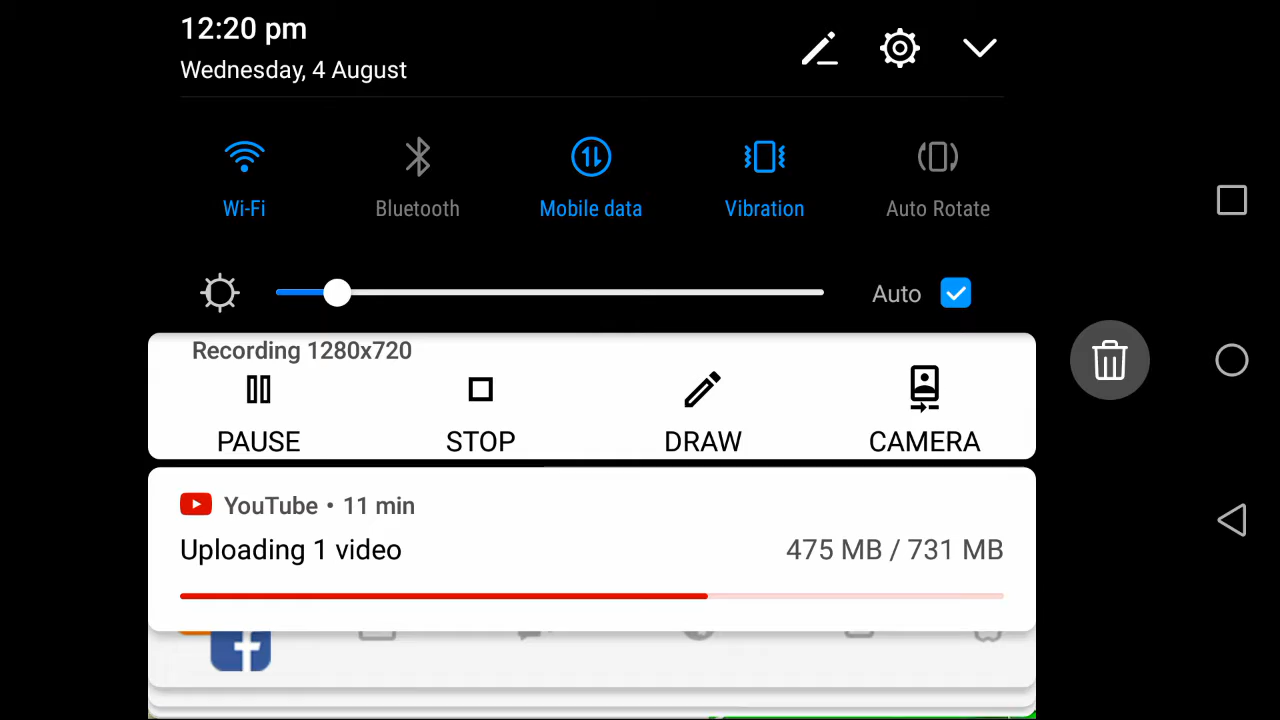 12:20 pm
Wednesday, 4 August
Wi-Fi Bluetooth Mobile data Vibration Auto Rotate
Auto
Recording 1280x720
PAUSE STOP DRAW CAMERA
YouTube • 11 min
Uploading 1 video 475 MB / 731 MB